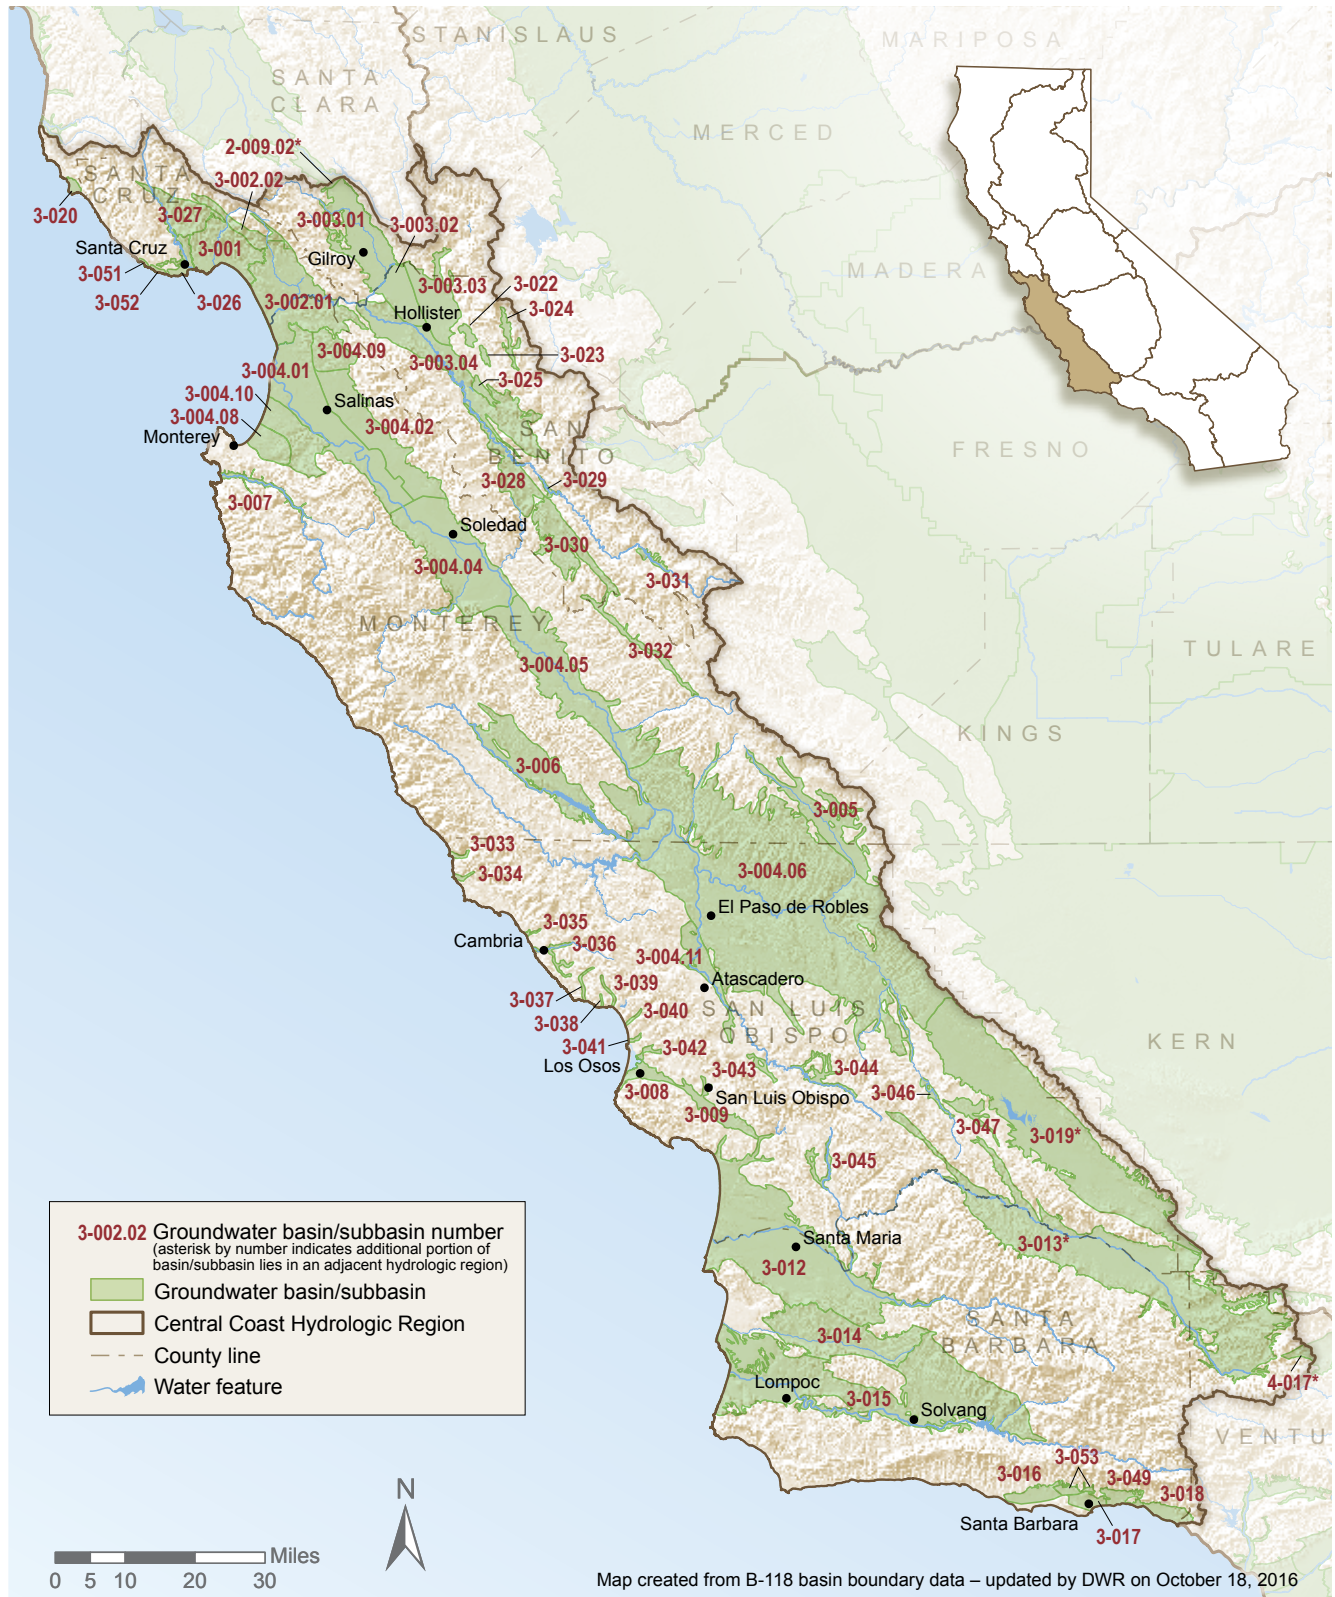 STANISLAUS
MARIPOSA
SANTA
CLARA
MERCED
2-009.02*
SANTA
CRUZ
3-002.02
3-020
3-027
3-003.01
3-003.02
Santa Cruz
3-001
Gilroy
MADERA
3-051
3-052
3-026
3-002.01
3-003.03
3-022
3-024
Hollister
3-004.09
3-003.04
3-023
3-004.01
3-025
3-004.10
Salinas
3-004.08
3-004.02
Monterey
SAN
BENITO
FRESNO
3-007
3-028
3-029
Soledad
3-030
3-004.04
3-031
MONTEREY
3-032
TULARE
3-004.05
KINGS
3-006
3-005
3-033
3-034
3-004.06
El Paso de Robles
3-035
Cambria
3-036
3-004.11
3-039
Atascadero
3-037
3-040
SAN LUIS
OBISPO
3-038
3-041
3-042
KERN
Los Osos
3-043
3-044
3-008
San Luis Obispo
3-046
3-009
3-047
3-019*
3-045
Santa Maria
3-013*
3-012
SANTA
BARBARA
3-014
Lompoc
3-015
Solvang
4-017*
VENTU
3-053
3-016
3-049
3-018
Santa Barbara
3-017
3-002.02 Groundwater basin/subbasin number
(asterisk by number indicates additional portion of
basin/subbasin lies in an adjacent hydrologic region)
Groundwater basin/subbasin
Central Coast Hydrologic Region
County line
Water feature
N
Miles
0 5 10 20 30
Map created from B-118 basin boundary data – updated by DWR on October 18, 2016